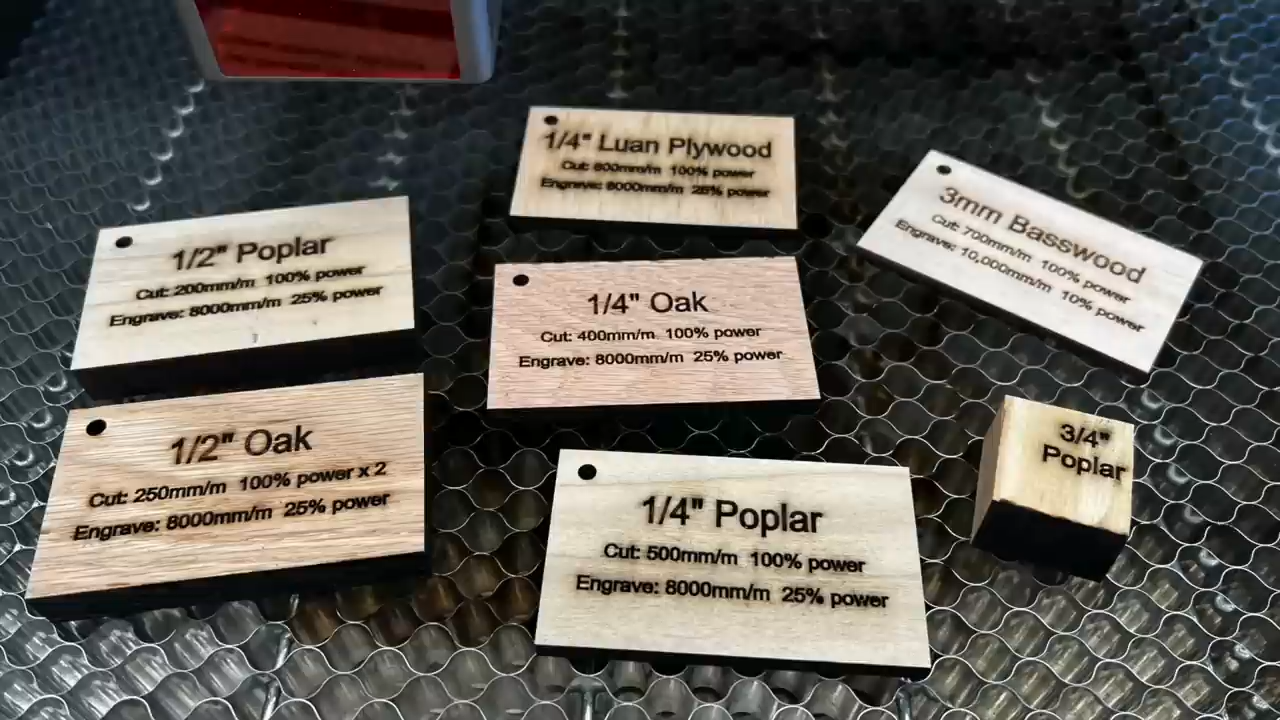 1/4" Luan Plywood
Cut: 800mm/m 100% power
Engrave: 8000mm/m 25% power
3mm Basswood
Cut: 700mm/m 100% power
Engrave: 10,000mm/m 10% power
1/2" Poplar
Cut: 200mm/m 100% power
Engrave: 8000mm/m 25% power
1/4" Oak
Cut: 400mm/m 100% power
Engrave: 8000mm/m 25% power
1/2" Oak
Cut: 250mm/m 100% power x 2
Engrave: 8000mm/m 25% power
3/4"
Poplar
1/4" Poplar
Cut: 500mm/m 100% power
Engrave: 8000mm/m 25% power